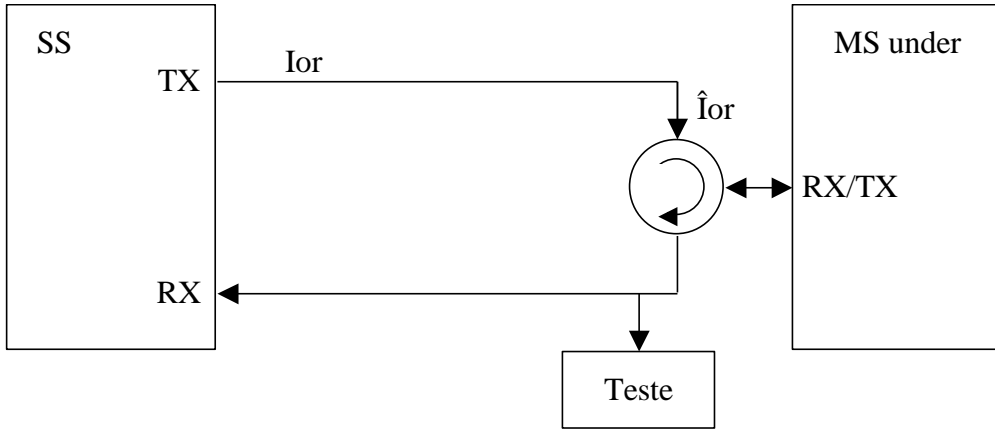 SS
MS under
TX
Ior
Îor
RX/TX
RX
Teste